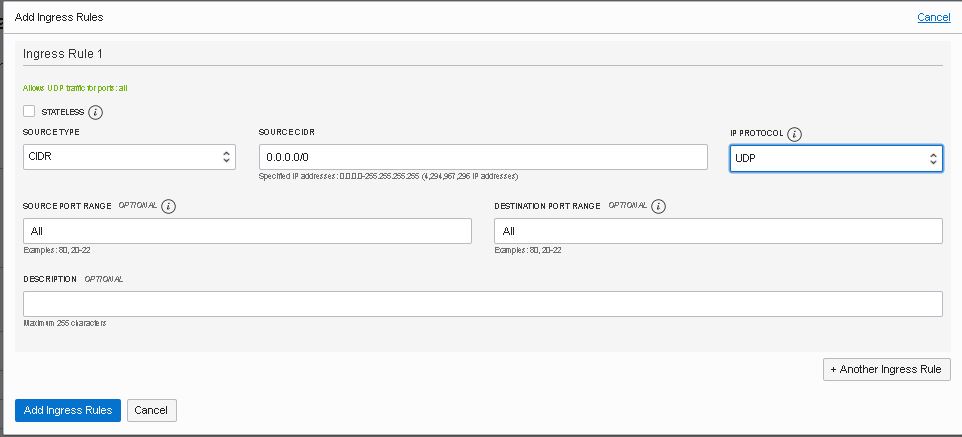 Add Ingress Rules Cancel
Ingress Rule 1
Allows UDP traffic for ports: all
STATELESS i
SOURCE TYPE SOURCE CIDR IP PROTOCOL i
CIDR 0.0.0.0/0 UDP
Specified IP addresses: 0.0.0.0-255.255.255.255 (4,294,967,296 IP addresses)
SOURCE PORT RANGE OPTIONAL i DESTINATION PORT RANGE OPTIONAL i
All All
Examples: 80, 20-22 Examples: 80, 20-22
DESCRIPTION OPTIONAL
Maximum 255 characters
+ Another Ingress Rule
Add Ingress Rules Cancel